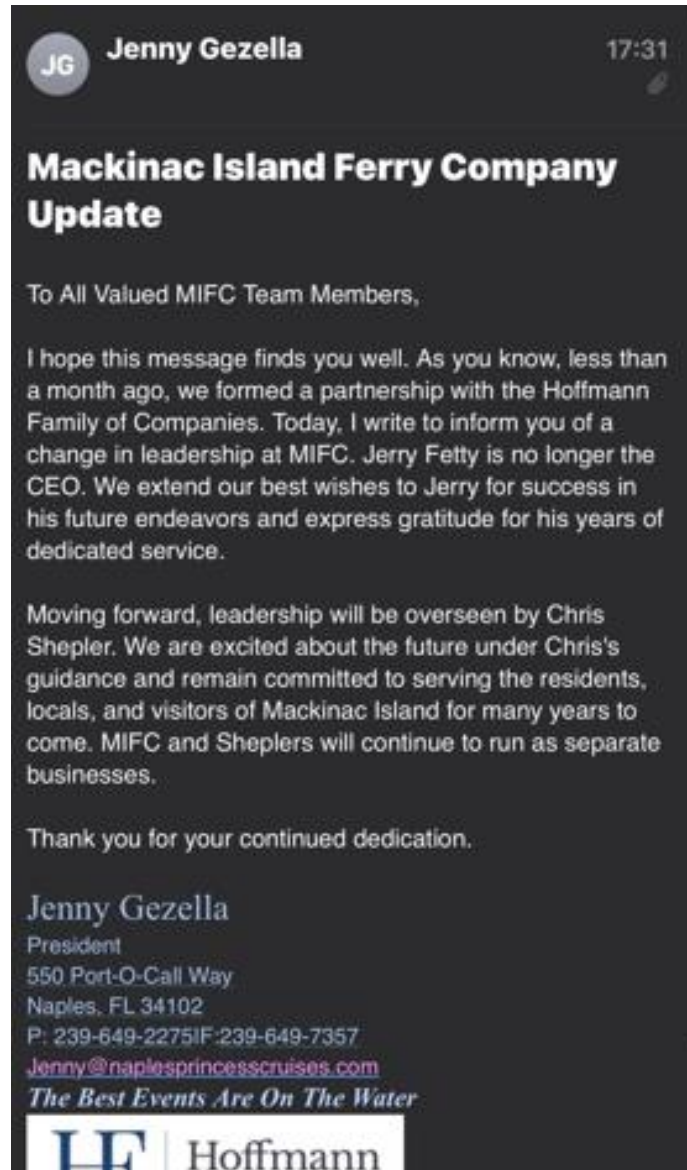 JG
Jenny Gezella
17:31
Mackinac Island Ferry Company
Update
To All Valued MIFC Team Members,
I hope this message finds you well. As you know, less than
a month ago, we formed a partnership with the Hoffmann
Family of Companies. Today, I write to inform you of a
change in leadership at MIFC. Jerry Fetty is no longer the
CEO. We extend our best wishes to Jerry for success in
his future endeavors and express gratitude for his years of
dedicated service.
Moving forward, leadership will be overseen by Chris
Shepler. We are excited about the future under Chris's
guidance and remain committed to serving the residents,
locals, and visitors of Mackinac Island for many years to
come. MIFC and Sheplers will continue to run as separate
businesses.
Thank you for your continued dedication.
Jenny Gezella
President
550 Port-O-Call Way
Naples, FL 34102
P: 239-649-2275|F:239-649-7357
Jenny@naplesprincesscruises.com
The Best Events Are On The Water
HF Hoffmann